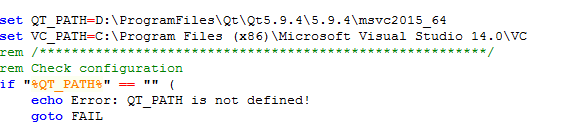 set QT_PATH=D:\ProgramFiles\Qt\Qt5.9.4\5.9.4\msvc2015_64
set VC_PATH=C:\Program Files (x86)\Microsoft Visual Studio 14.0\VC
rem /************************************************************/
rem Check configuration
if "%QT_PATH%" == "" (
    echo Error: QT_PATH is not defined!
    goto FAIL